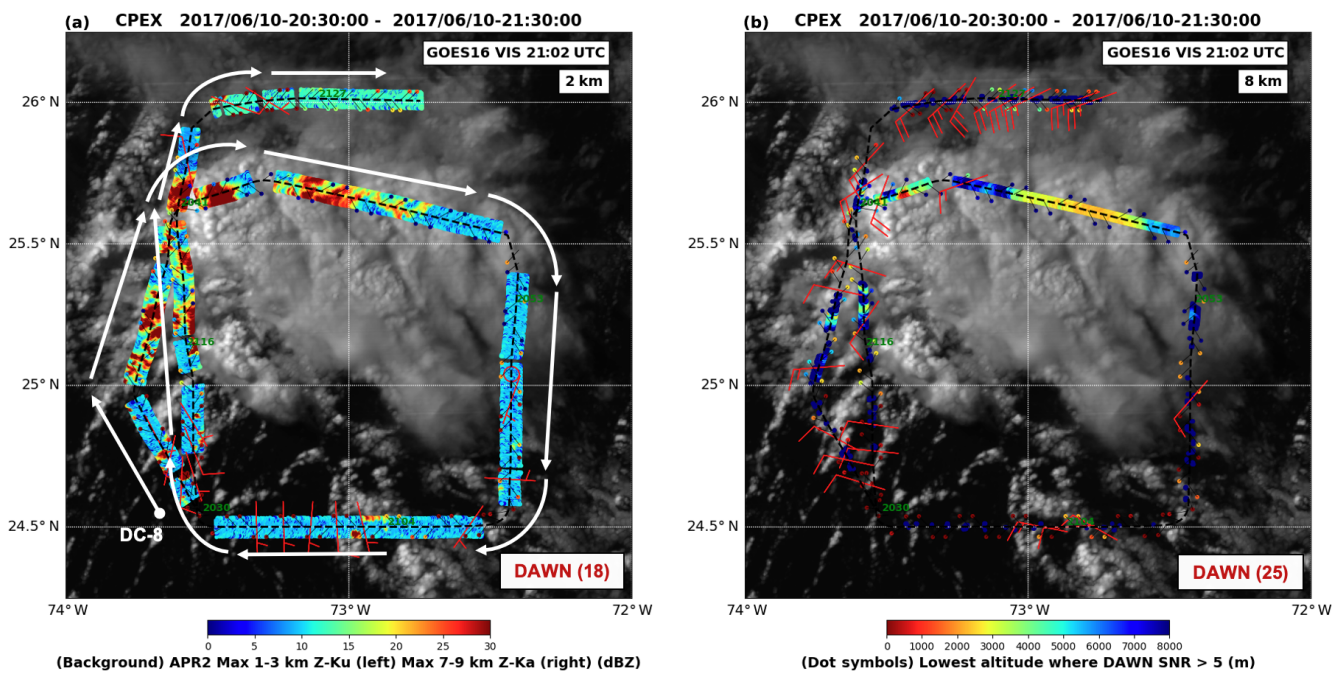 (a) CPEX 2017/06/10-20:30:00 - 2017/06/10-21:30:00
GOES16 VIS 21:02 UTC
2 km
26° N
25.5° N
25° N
24.5° N
2041
2116
2030
2104
DC-8
DAWN (18)
74° W 73° W 72° W
0 5 10 15 20 25 30
(Background) APR2 Max 1-3 km Z-Ku (left) Max 7-9 km Z-Ka (right) (dBZ)
(b) CPEX 2017/06/10-20:30:00 - 2017/06/10-21:30:00
GOES16 VIS 21:02 UTC
8 km
26° N
25.5° N
25° N
24.5° N
2041
2116
2030
DAWN (25)
74° W 73° W 72° W
0 1000 2000 3000 4000 5000 6000 7000 8000
(Dot symbols) Lowest altitude where DAWN SNR > 5 (m)